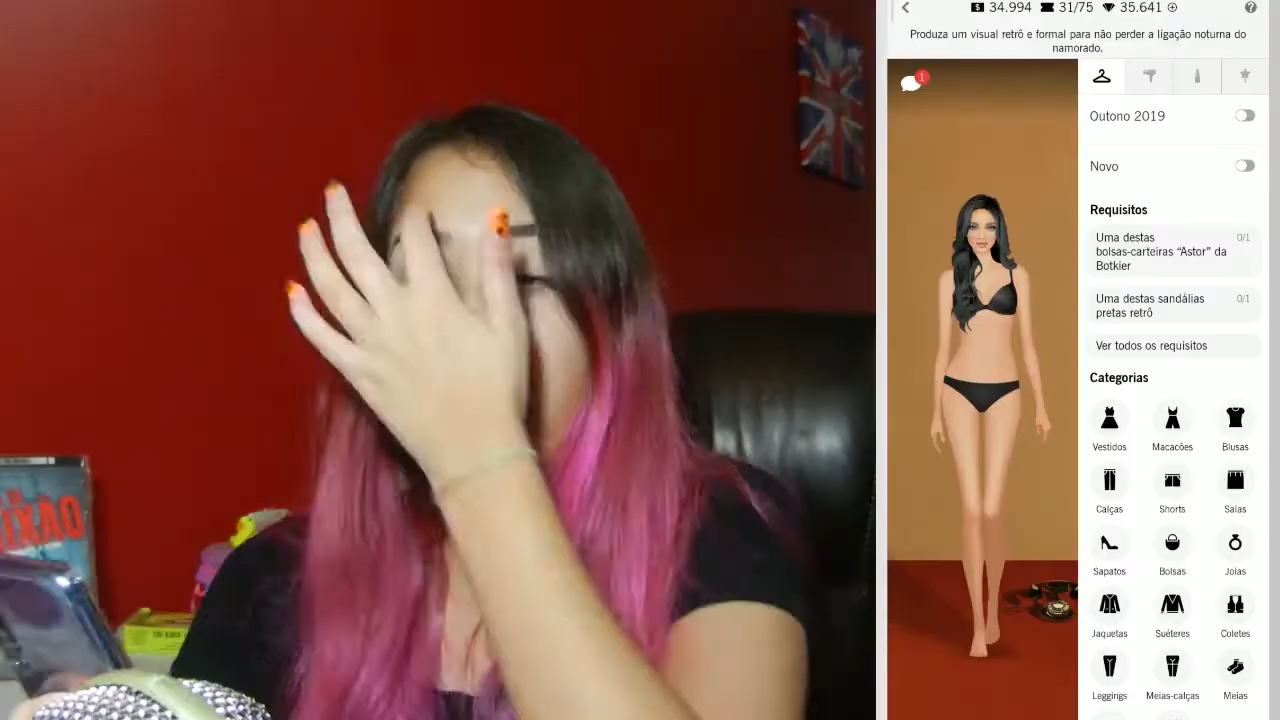 34.994
31/75
35.641
?
Produza um visual retrô e formal para não perder a ligação noturna do
namorado.
1
Outono 2019
Novo
Requisitos
Uma destas
bolsas-carteiras “Astor” da
Botkier
0/1
Uma destas sandálias
pretas retrô
0/1
Ver todos os requisitos
Categorias
Vestidos
Macacões
Blusas
Calças
Shorts
Saias
Sapatos
Bolsas
Joias
Jaquetas
Suéteres
Coletes
Leggings
Meias-calças
Meias